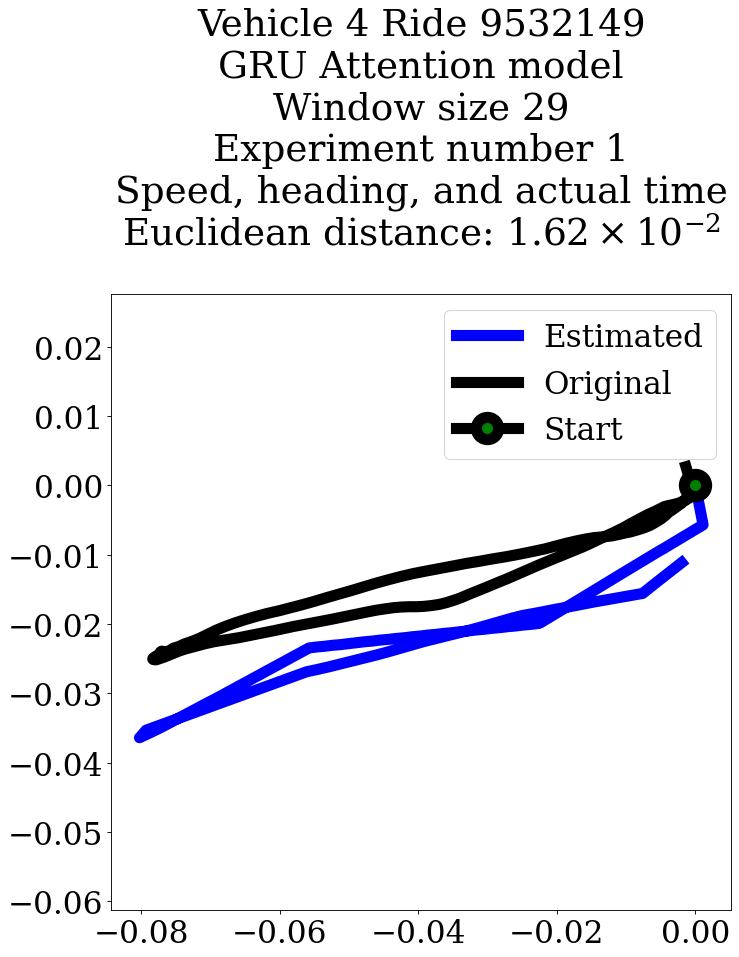 Vehicle 4 Ride 9532149
GRU Attention model
Window size 29
Experiment number 1
Speed, heading, and actual time
Euclidean distance: 1.62 × 10⁻²
Estimated
Original
Start
0.02
0.01
0.00
−0.01
−0.02
−0.03
−0.04
−0.05
−0.06
−0.08 −0.06 −0.04 −0.02 0.00